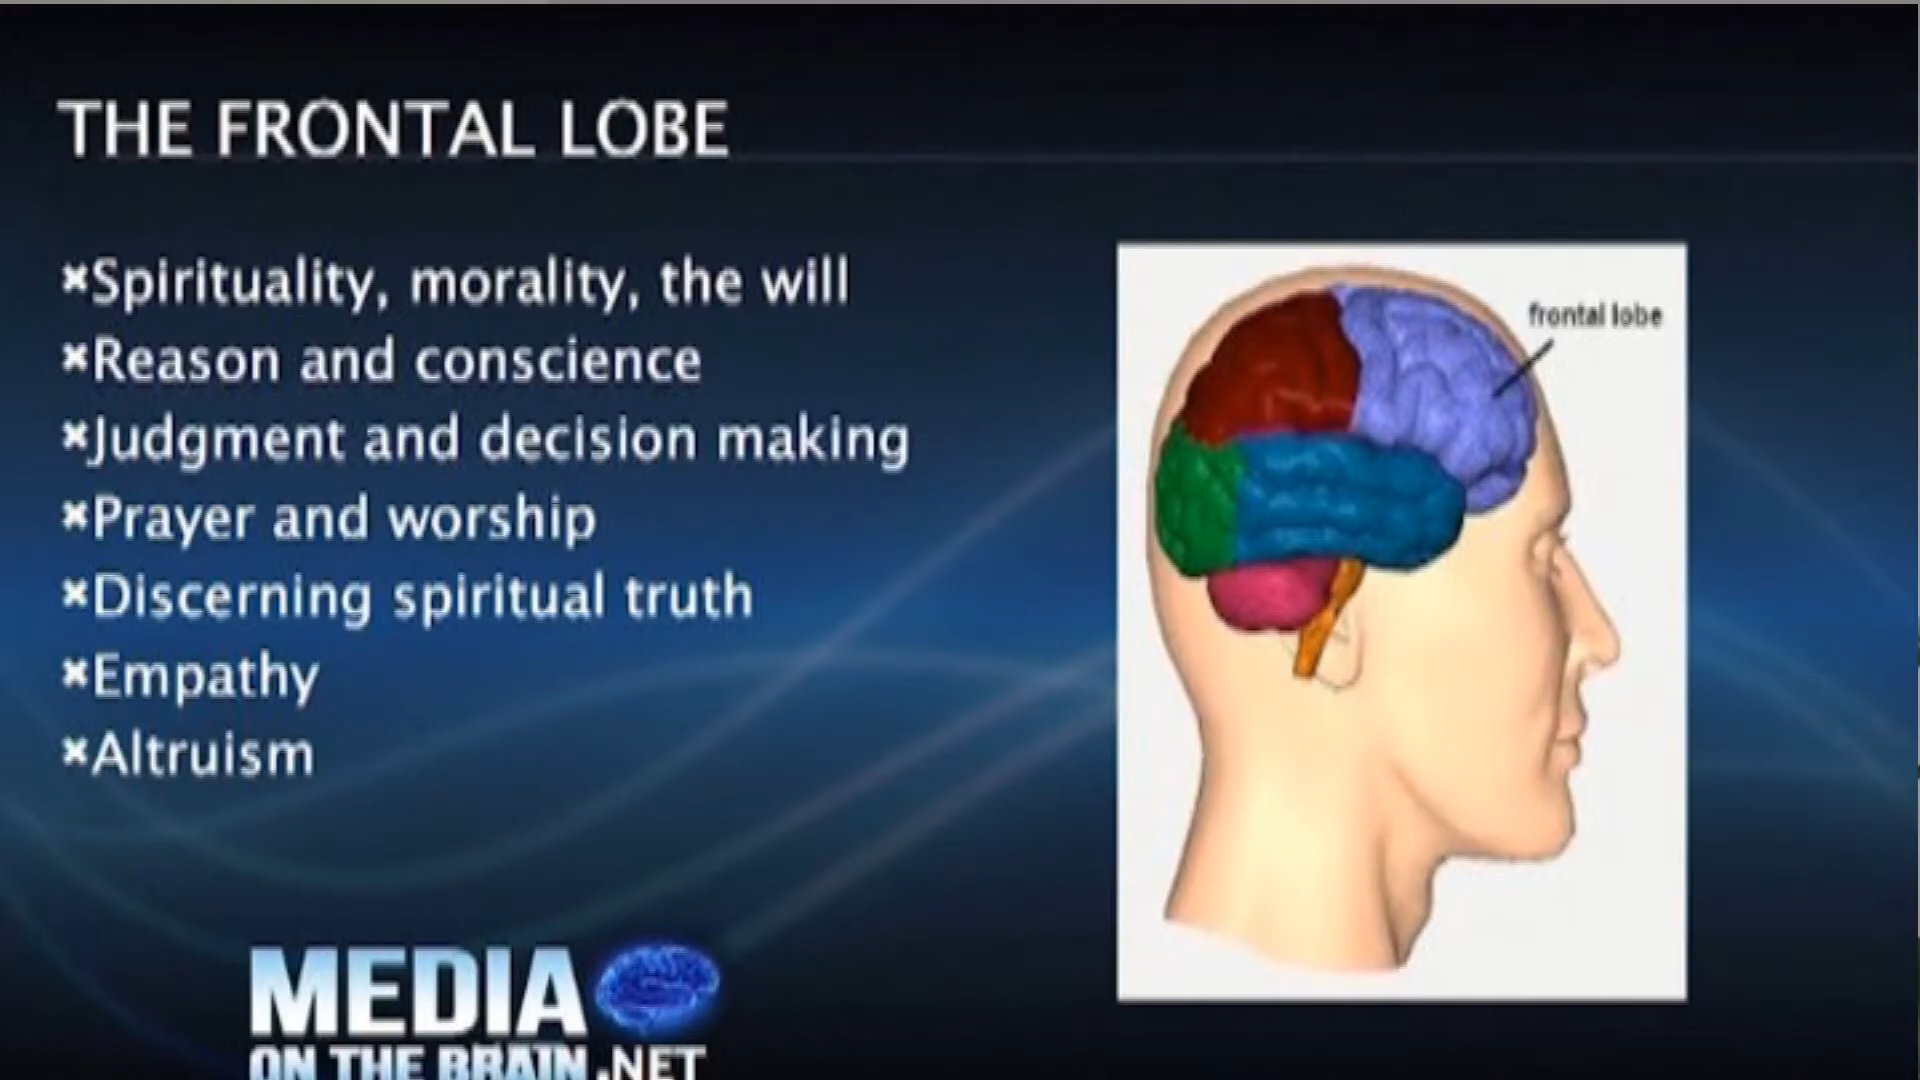 THE FRONTAL LOBE
✖Spirituality, morality, the will
✖Reason and conscience
✖Judgment and decision making
✖Prayer and worship
✖Discerning spiritual truth
✖Empathy
✖Altruism
frontal lobe
MEDIA
ON THE BRAIN.NET